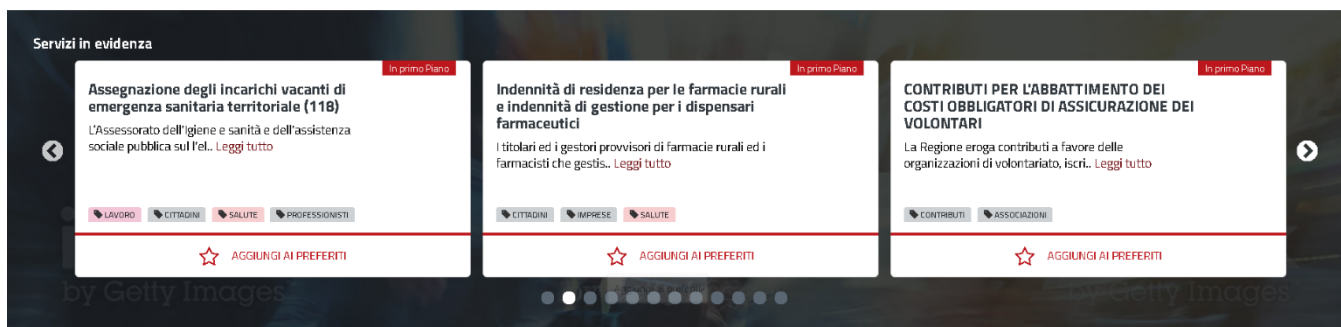 Servizi in evidenza
In primo Piano
Assegnazione degli incarichi vacanti di
emergenza sanitaria territoriale (118)
L'Assessorato dell'Igiene e sanità e dell'assistenza
sociale pubblica sul l'el.. Leggi tutto
LAVORO CITTADINI SALUTE PROFESSIONISTI
AGGIUNGI AI PREFERITI
In primo Piano
Indennità di residenza per le farmacie rurali
e indennità di gestione per i dispensari
farmaceutici
I titolari ed i gestori provvisori di farmacie rurali ed i
farmacisti che gestis.. Leggi tutto
CITTADINI IMPRESE SALUTE
AGGIUNGI AI PREFERITI
In primo Piano
CONTRIBUTI PER L'ABBATTIMENTO DEI
COSTI OBBLIGATORI DI ASSICURAZIONE DEI
VOLONTARI
La Regione eroga contributi a favore delle
organizzazioni di volontariato, iscri.. Leggi tutto
CONTRIBUTI ASSOCIAZIONI
AGGIUNGI AI PREFERITI
by Getty Images
by Getty Images